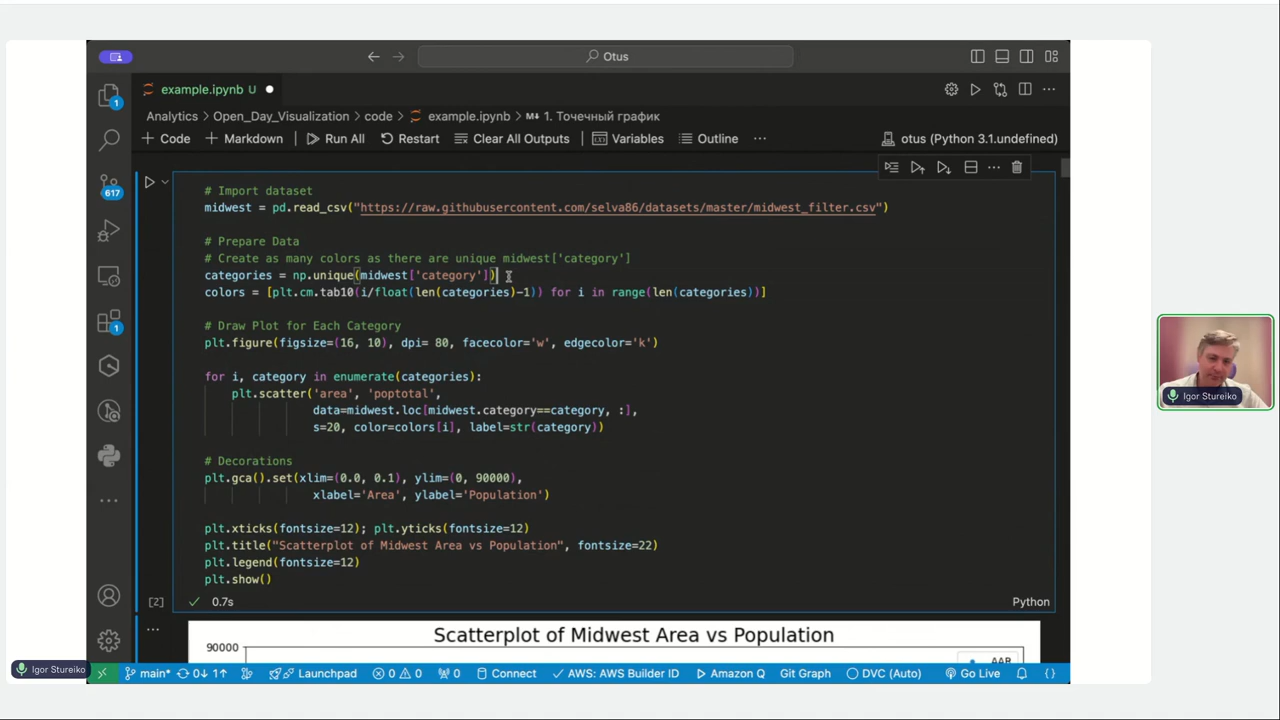 Otus
example.ipynb U
Analytics > Open_Day_Visualization > code > example.ipynb > M↓ 1. Точечный график
+ Code + Markdown Run All Restart Clear All Outputs Variables Outline ... otus (Python 3.1.undefined)
# Import dataset
midwest = pd.read_csv("https://raw.githubusercontent.com/selva86/datasets/master/midwest_filter.csv")
# Prepare Data
# Create as many colors as there are unique midwest['category']
categories = np.unique(midwest['category'])
colors = [plt.cm.tab10(i/float(len(categories)-1)) for i in range(len(categories))]
# Draw Plot for Each Category
plt.figure(figsize=(16, 10), dpi= 80, facecolor='w', edgecolor='k')
for i, category in enumerate(categories):
plt.scatter('area', 'poptotal',
data=midwest.loc[midwest.category==category, :],
s=20, color=colors[i], label=str(category))
# Decorations
plt.gca().set(xlim=(0.0, 0.1), ylim=(0, 90000),
xlabel='Area', ylabel='Population')
plt.xticks(fontsize=12); plt.yticks(fontsize=12)
plt.title("Scatterplot of Midwest Area vs Population", fontsize=22)
plt.legend(fontsize=12)
plt.show()
[2] 0.7s Python
Scatterplot of Midwest Area vs Population
90000
1
617
1
Igor Stureiko
Igor Stureiko
main* 0↓ 1↑ Launchpad 0 0 0 Connect AWS: AWS Builder ID Amazon Q Git Graph DVC (Auto) Go Live {}